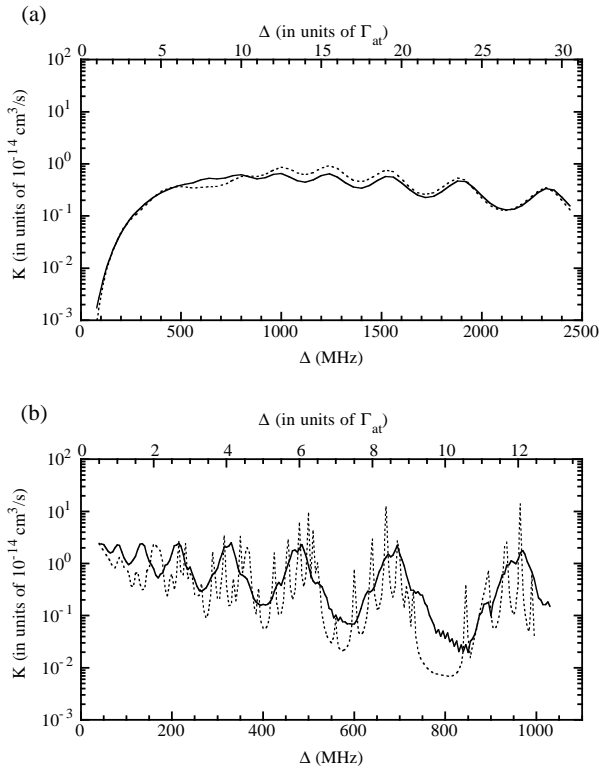 (a)
Δ (in units of Γat)
0 5 10 15 20 25 30
K (in units of 10-14 cm3/s)
102
101
100
10-1
10-2
10-3
0 500 1000 1500 2000 2500
Δ (MHz)
(b)
Δ (in units of Γat)
0 2 4 6 8 10 12
K (in units of 10-14 cm3/s)
102
101
100
10-1
10-2
10-3
0 200 400 600 800 1000
Δ (MHz)